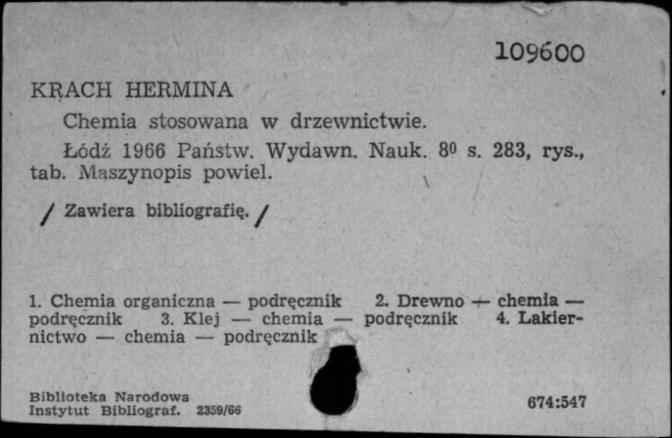 109600
KRACH HERMINA
Chemia stosowana w drzewnictwie.
Łódź 1966 Państw. Wydawn. Nauk. 8⁰ s. 283, rys.,
tab. Maszynopis powiel.
/ Zawiera bibliografię. /
1. Chemia organiczna — podręcznik 2. Drewno — chemia —
podręcznik 3. Klej — chemia — podręcznik 4. Lakier-
nictwo — chemia — podręcznik
Biblioteka Narodowa
Instytut Bibliograf. 2359/66
674:547